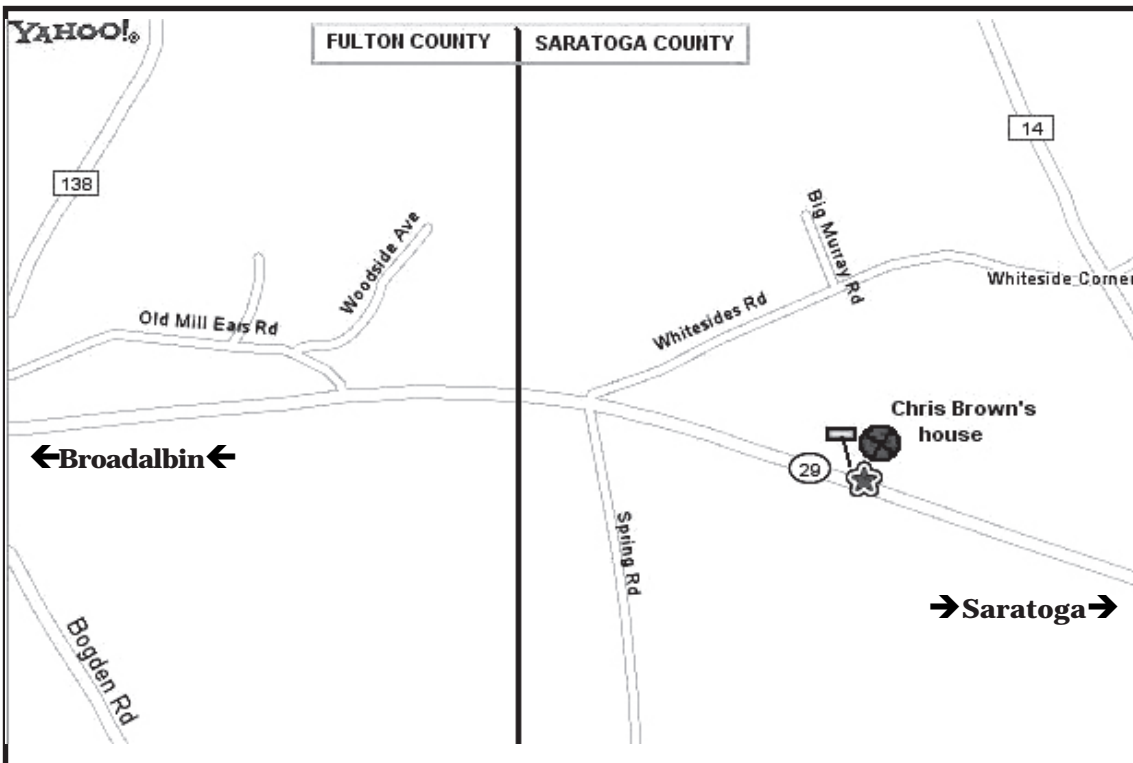 YAHOO!®
FULTON COUNTY
SARATOGA COUNTY
14
138
Big Murray Rd
Woodside Ave
Whiteside Corner
Old Mill Ears Rd
Whitesides Rd
Chris Brown's
house
←Broadalbin←
29
Spring Rd
→Saratoga→
Bogden Rd